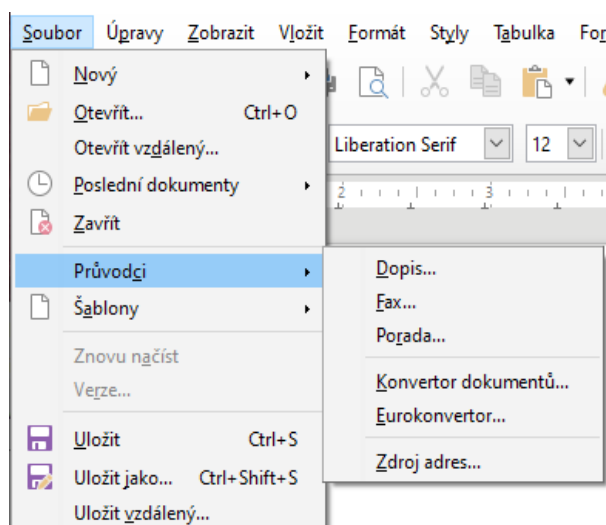 Soubor Úpravy Zobrazit Vložit Formát Styly Tabulka
Nový
Otevřít... Ctrl+O
Otevřít vzdálený...
Poslední dokumenty
Zavřít
Průvodci
Šablony
Znovu načíst
Verze...
Uložit Ctrl+S
Uložit jako... Ctrl+Shift+S
Uložit vzdálený...
Liberation Serif 12
2 3
Dopis...
Fax...
Porada...
Konvertor dokumentů...
Eurokonvertor...
Zdroj adres...